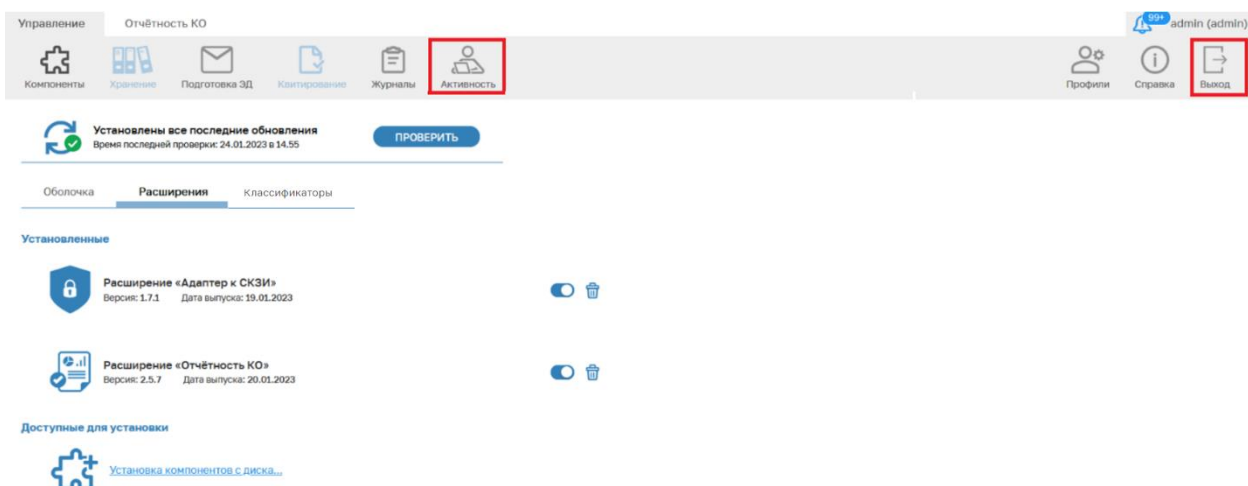 Управление Отчётность КО 99+ admin (admin)
Компоненты Хранение Подготовка ЭД Квитирование Журналы Активность Профили Справка Выход
Установлены все последние обновления
Время последней проверки: 24.01.2023 в 14.55
ПРОВЕРИТЬ
Оболочка Расширения Классификаторы
Установленные
Расширение «Адаптер к СКЗИ»
Версия: 1.7.1 Дата выпуска: 19.01.2023
Расширение «Отчётность КО»
Версия: 2.5.7 Дата выпуска: 20.01.2023
Доступные для установки
Установка компонентов с диска...